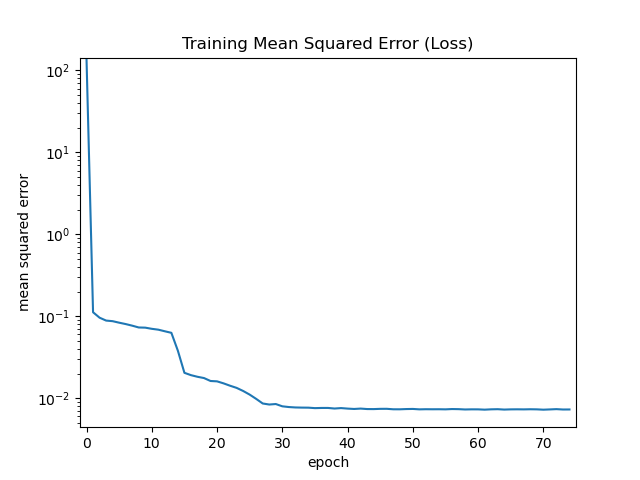 Training Mean Squared Error (Loss)
10²
10¹
10⁰
10⁻¹
10⁻²
mean squared error
0 10 20 30 40 50 60 70
epoch